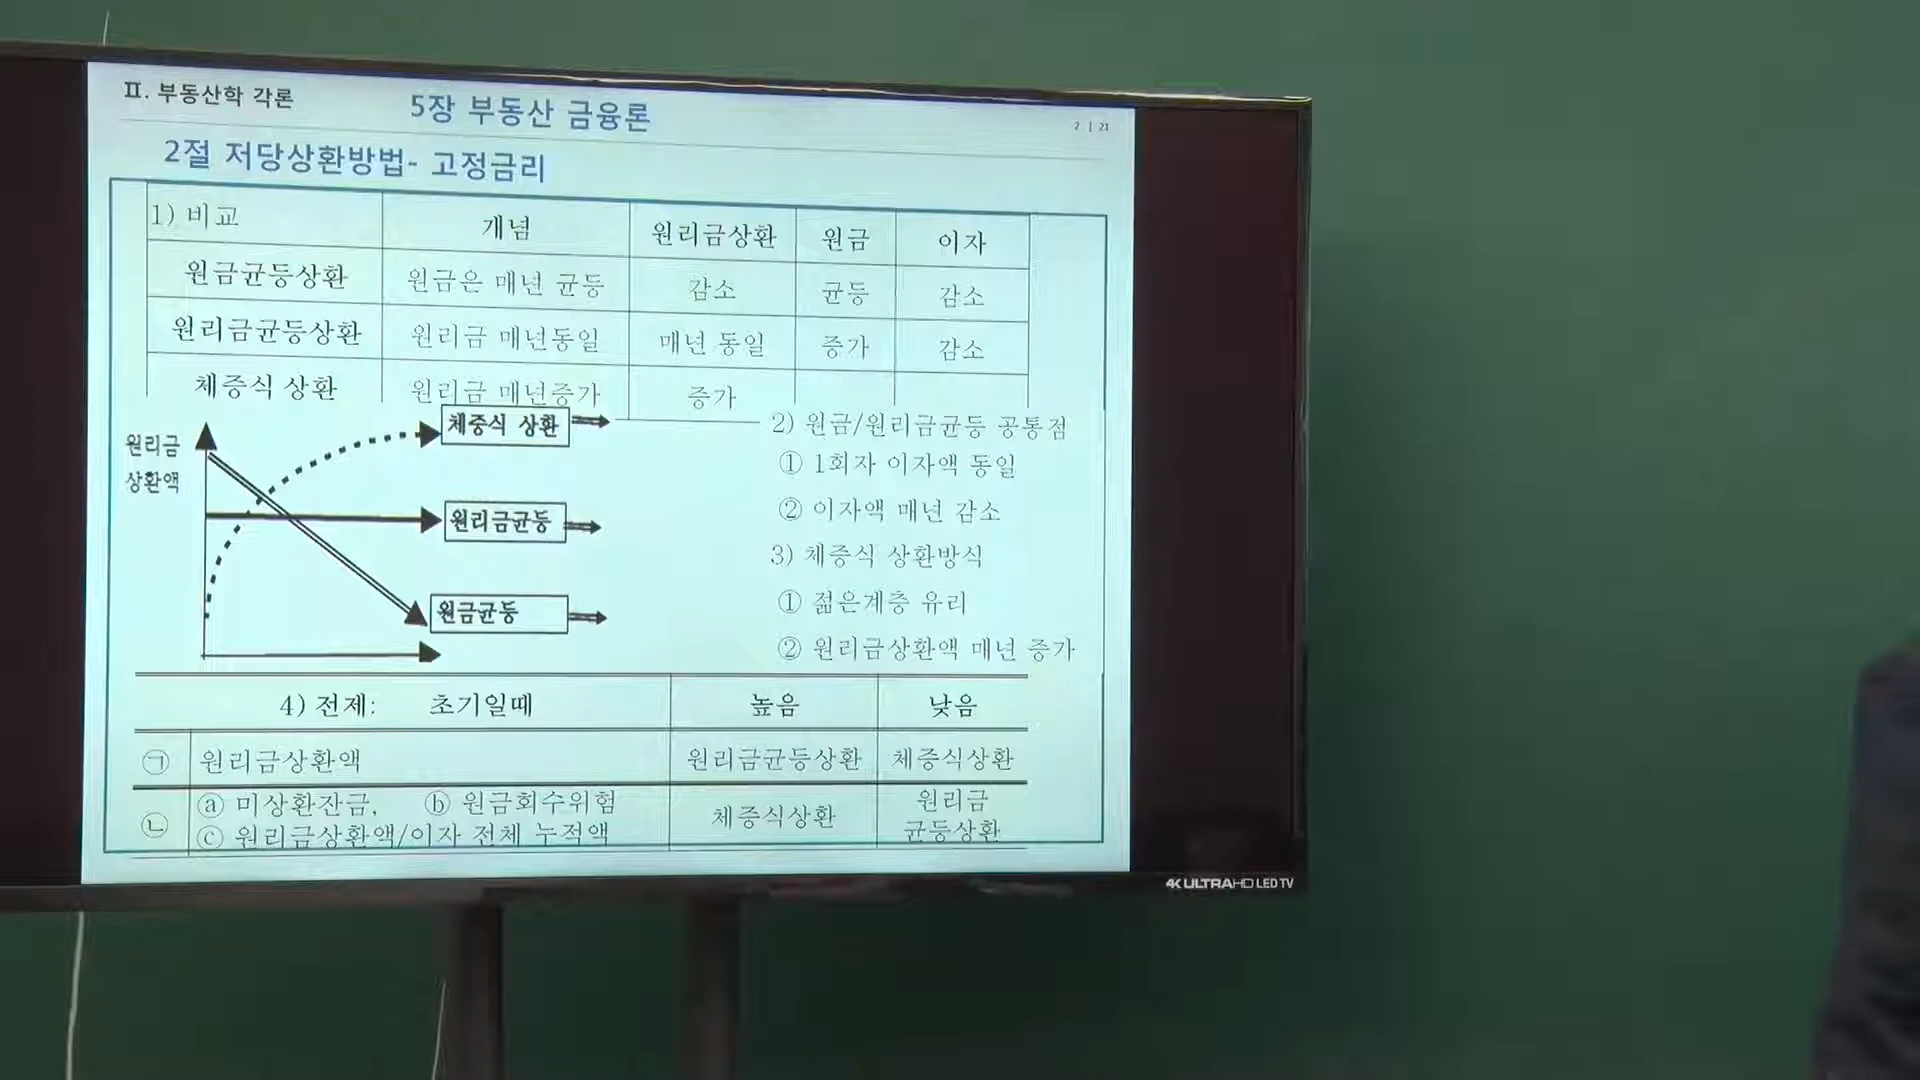 Ⅱ. 부동산학 각론
5장 부동산 금융론
2 | 21
2절 저당상환방법- 고정금리
1) 비교 개념 원리금상환 원금 이자
원금균등상환 원금은 매년 균등 감소 균등 감소
원리금균등상환 원리금 매년동일 매년 동일 증가 감소
체증식 상환 원리금 매년증가 증가
원리금
상환액
체중식 상환
원리금균등
원금균등
2) 원금/원리금균등 공통점
① 1회자 이자액 동일
② 이자액 매년 감소
3) 체증식 상환방식
① 젊은계층 유리
② 원리금상환액 매년 증가
4) 전제: 초기일때 높음 낮음
㉠ 원리금상환액 원리금균등상환 체증식상환
㉡ ⓐ 미상환잔금, ⓑ 원금회수위험
ⓒ 원리금상환액/이자 전체 누적액
체증식상환
원리금
균등상환
4K ULTRA HD LED TV